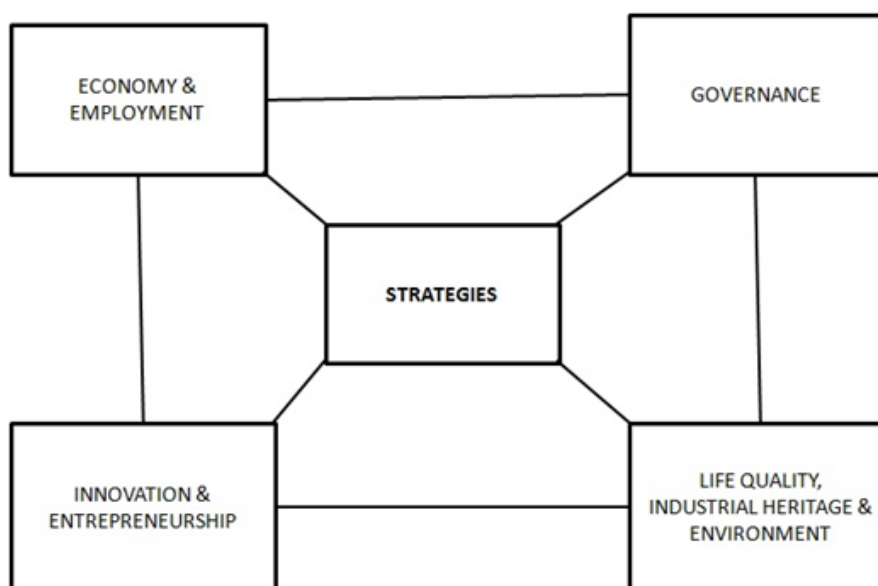 ECONOMY &
EMPLOYMENT
GOVERNANCE
STRATEGIES
INNOVATION &
ENTREPRENEURSHIP
LIFE QUALITY,
INDUSTRIAL HERITAGE &
ENVIRONMENT